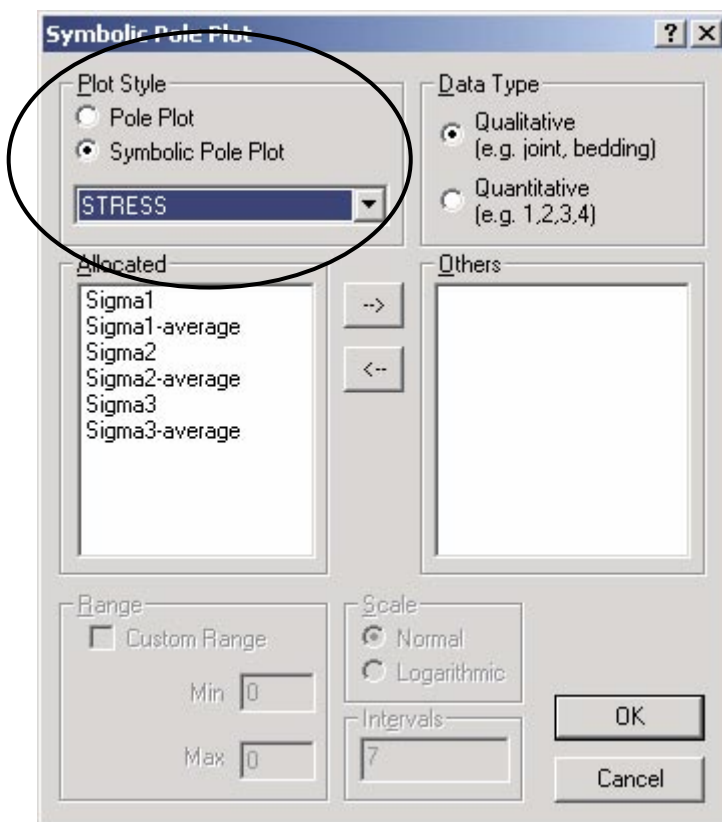 Symbolic Pole Plot
Plot Style
Pole Plot
Symbolic Pole Plot
STRESS
Data Type
Qualitative
(e.g. joint, bedding)
Quantitative
(e.g. 1,2,3,4)
Allocated
Sigma1
Sigma1-average
Sigma2
Sigma2-average
Sigma3
Sigma3-average
-->
<--
Others
Range
Custom Range
Min 0
Max 0
Scale
Normal
Logarithmic
Intervals
7
OK
Cancel